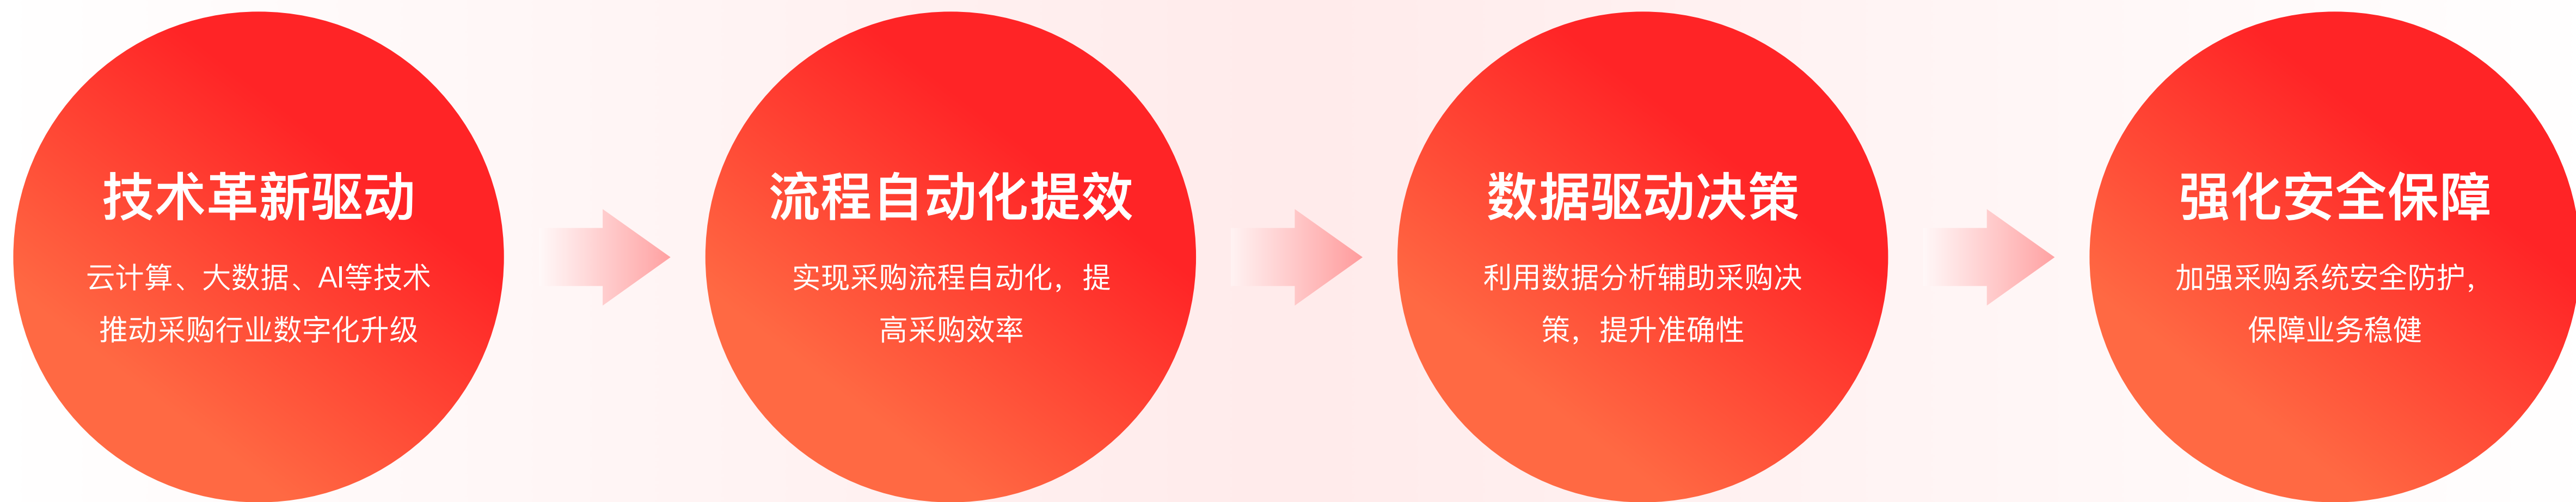 技术革新驱动
云计算、大数据、AI等技术
推动采购行业数字化升级
流程自动化提效
实现采购流程自动化，提
高采购效率
数据驱动决策
利用数据分析辅助采购决
策，提升准确性
强化安全保障
加强采购系统安全防护，
保障业务稳健